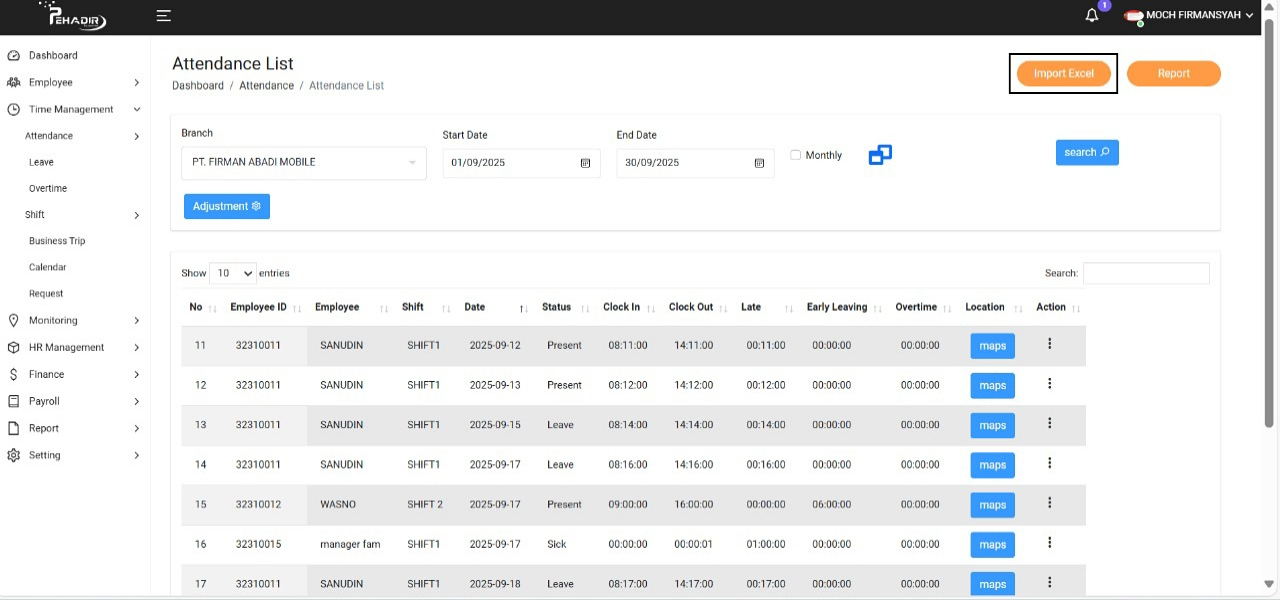 PEHADIR
1
MOCH FIRMANSYAH
Dashboard
Employee
Time Management
Attendance
Leave
Overtime
Shift
Business Trip
Calendar
Request
Monitoring
HR Management
Finance
Payroll
Report
Setting
Attendance List
Dashboard / Attendance / Attendance List
Import Excel
Report
Branch
PT. FIRMAN ABADI MOBILE
Start Date
01/09/2025
End Date
30/09/2025
Monthly
search
Adjustment
Show 10 entries
Search:
No Employee ID Employee Shift Date Status Clock In Clock Out Late Early Leaving Overtime Location Action
11 32310011 SANUDIN SHIFT1 2025-09-12 Present 08:11:00 14:11:00 00:11:00 00:00:00 00:00:00 maps
12 32310011 SANUDIN SHIFT1 2025-09-13 Present 08:12:00 14:12:00 00:12:00 00:00:00 00:00:00 maps
13 32310011 SANUDIN SHIFT1 2025-09-15 Leave 08:14:00 14:14:00 00:14:00 00:00:00 00:00:00 maps
14 32310011 SANUDIN SHIFT1 2025-09-17 Leave 08:16:00 14:16:00 00:16:00 00:00:00 00:00:00 maps
15 32310012 WASNO SHIFT 2 2025-09-17 Present 09:00:00 16:00:00 00:00:00 06:00:00 00:00:00 maps
16 32310015 manager fam SHIFT1 2025-09-17 Sick 00:00:00 00:00:01 01:00:00 00:00:00 00:00:00 maps
17 32310011 SANUDIN SHIFT1 2025-09-18 Leave 08:17:00 14:17:00 00:17:00 00:00:00 00:00:00 maps